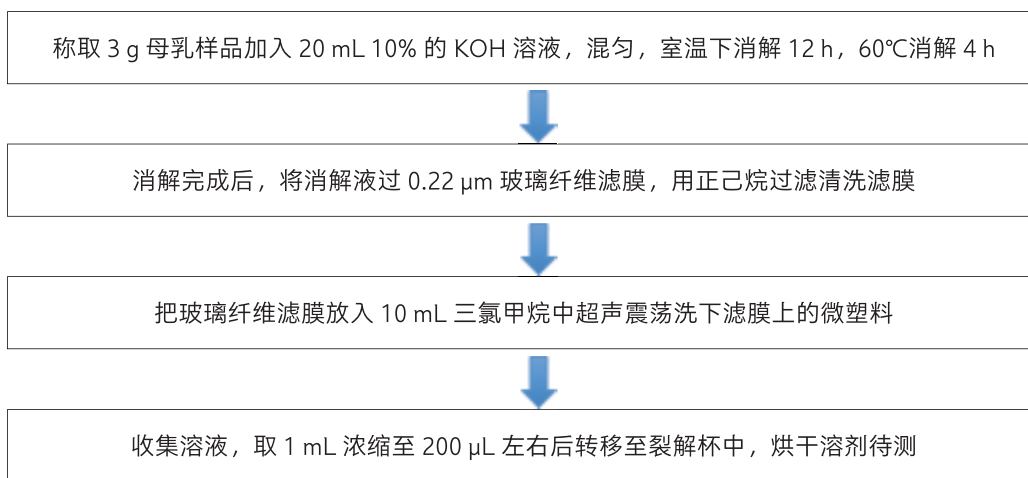 称取 3 g 母乳样品加入 20 mL 10% 的 KOH 溶液，混匀，室温下消解 12 h，60℃消解 4 h
消解完成后，将消解液过 0.22 μm 玻璃纤维滤膜，用正己烷过滤清洗滤膜
把玻璃纤维滤膜放入 10 mL 三氯甲烷中超声震荡洗下滤膜上的微塑料
收集溶液，取 1 mL 浓缩至 200 μL 左右后转移至裂解杯中，烘干溶剂待测